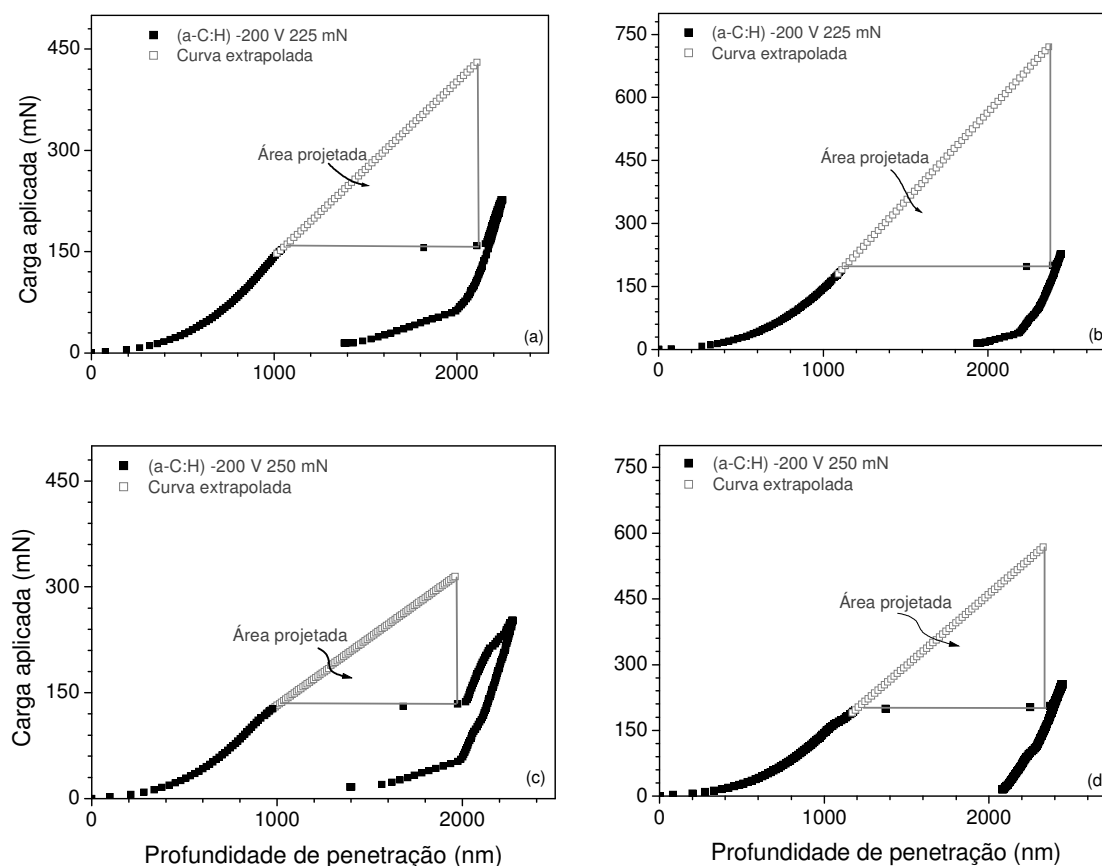 450
300
150
0
0
1000
2000
Carga aplicada (mN)
(a-C:H) -200 V 225 mN
Curva extrapolada
Área projetada
(a)
750
600
450
300
150
0
0
1000
2000
(a-C:H) -200 V 225 mN
Curva extrapolada
Área projetada
(b
450
300
150
0
0
1000
2000
Carga aplicada (mN)
Profundidade de penetração (nm)
(a-C:H) -200 V 250 mN
Curva extrapolada
Área projetada
(c)
750
600
450
300
150
0
0
1000
2000
Profundidade de penetração (nm)
(a-C:H) -200 V 250 mN
Curva extrapolada
Área projetada
(d